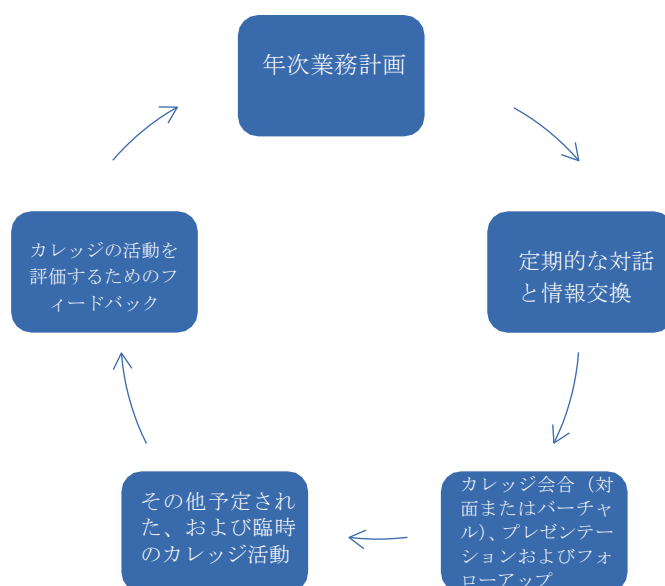 年次業務計画
定期的な対話
と情報交換
カレッジ会合（対
面またはバーチャ
ル）、プレゼンテー
ションおよびフォ
ローアップ
その他予定され
た、および臨時
のカレッジ活動
カレッジの活動を
評価するためのフ
ィードバック